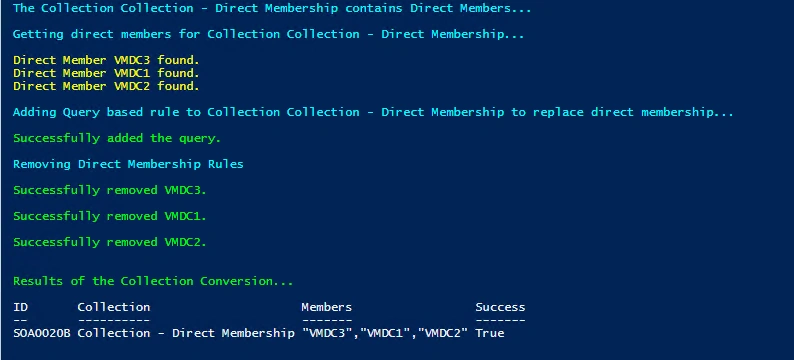 The Collection Collection - Direct Membership contains Direct Members...
Getting direct members for Collection Collection - Direct Membership...
Direct Member VMDC3 found.
Direct Member VMDC1 found.
Direct Member VMDC2 found.
Adding Query based rule to Collection Collection - Direct Membership to replace direct membership...
Successfully added the query.
Removing Direct Membership Rules
Successfully removed VMDC3.
Successfully removed VMDC1.
Successfully removed VMDC2.
Results of the Collection Conversion...
ID       Collection                     Members                 Success
--       ----------                     -------                 -------
SOA0020B Collection - Direct Membership "VMDC3","VMDC1","VMDC2" True